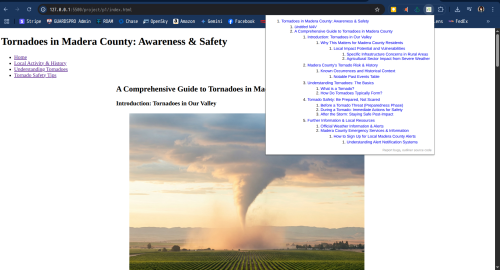 127.0.0.1:5500/project/p7/index.html
Stripe
GUARDSPRO Admin
ROAR
Chase
OpenSky
Amazon
Gemini
Facebook
FedEx
Tornadoes in Madera County: Awareness & Safety
Home
Local Activity & History
Understanding Tornadoes
Tornado Safety Tips
A Comprehensive Guide to Tornadoes in Ma
Introduction: Tornadoes in Our Valley
1. Tornadoes in Madera County: Awareness & Safety
1. Unaffed NAV
2. A Comprehensive Guide to Tornadoes in Madera County
1. Introduction: Tornadoes in Our Valley
1. Why This Matters for Madera County Residents
1. Local Impact Potential and Vulnerabilities
1. Specific Infrastructure Concerns in Rural Areas
2. Agricultural Sector Impact from Severe Weather
2. Madera County's Tornado Risk & History
1. Known Occurrences and Historical Context
1. Notable Past Events Table
3. Understanding Tornadoes: The Basics
1. What is a Tornado?
2. How Do Tornadoes Typically Form?
4. Tornado Safety: Be Prepared, Not Scared
1. Before a Tornado Threat (Preparedness Phase)
2. During a Tornado: Immediate Actions for Safety
3. After the Storm: Staying Safe Post-Impact
5. Further Information & Local Resources
1. Official Weather Information & Alerts
2. Madera County Emergency Services & Information
1. How to Sign Up for Local Madera County Alerts
1. Understanding Alert Notification Systems